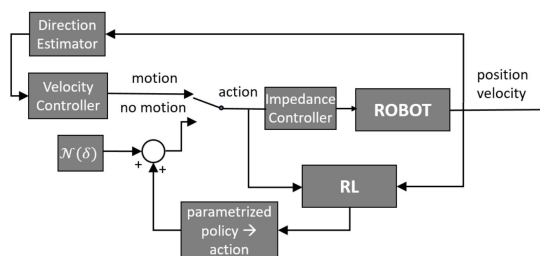 Direction
Estimator
Velocity
Controller
motion
no motion
action
Impedance
Controller
ROBOT
position
velocity
𝒩(δ)
+
+
RL
parametrized
policy →
action